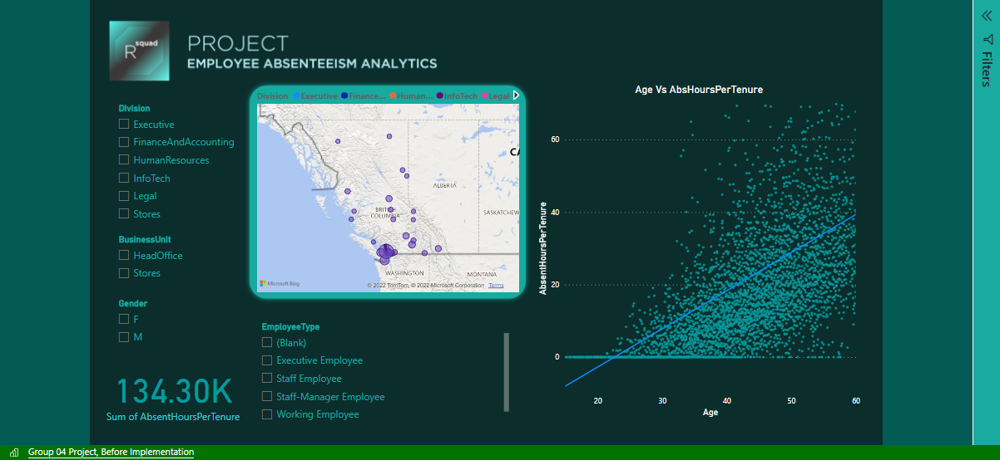 R squad
PROJECT
EMPLOYEE ABSENTEEISM ANALYTICS
Filters
Division
Executive
FinanceAndAccounting
HumanResources
InfoTech
Legal
Stores
BusinessUnit
HeadOffice
Stores
Gender
F
M
134.30K
Sum of AbsentHoursPerTenure
Division Executive Finance... Human... InfoTech Legal
CA
ALBERTA
BRITISH
COLUMBIA
SASKATCHEW
WASHINGTON
MONTANA
Microsoft Bing
© 2022 TomTom, © 2022 Microsoft Corporation Terms
EmployeeType
(Blank)
Executive Employee
Staff Employee
Staff-Manager Employee
Working Employee
Age Vs AbsHoursPerTenure
AbsentHoursPerTenure
60
40
20
0
20 30 40 50 60
Age
Group 04 Project, Before Implementation